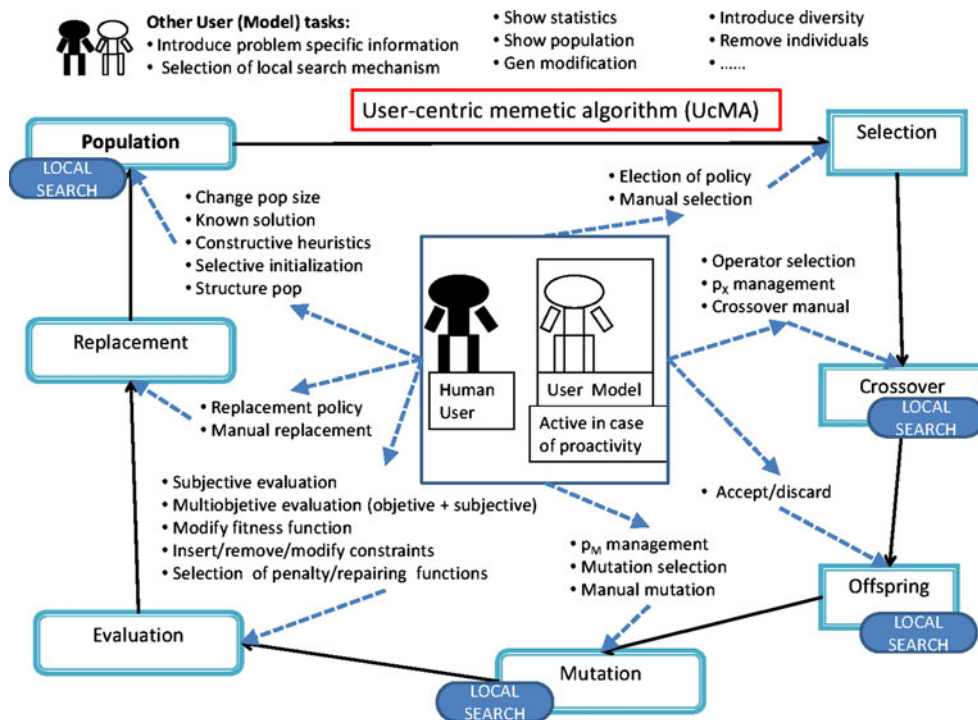 Other User (Model) tasks:
• Introduce problem specific information
• Selection of local search mechanism
• Show statistics
• Show population
• Gen modification
• Introduce diversity
• Remove individuals
• ......
User-centric memetic algorithm (UcMA)
Population
LOCAL
SEARCH
Selection
• Election of policy
• Manual selection
• Change pop size
• Known solution
• Constructive heuristics
• Selective initialization
• Structure pop
• Operator selection
• pX management
• Crossover manual
Replacement
Human
User
User Model
Active in case
of proactivity
Crossover
LOCAL
SEARCH
• Replacement policy
• Manual replacement
• Subjective evaluation
• Multiobjetive evaluation (objetive + subjective)
• Modify fitness function
• Insert/remove/modify constraints
• Selection of penalty/repairing functions
• Accept/discard
• pM management
• Mutation selection
• Manual mutation
Offspring
LOCAL
SEARCH
Evaluation
Mutation
LOCAL
SEARCH